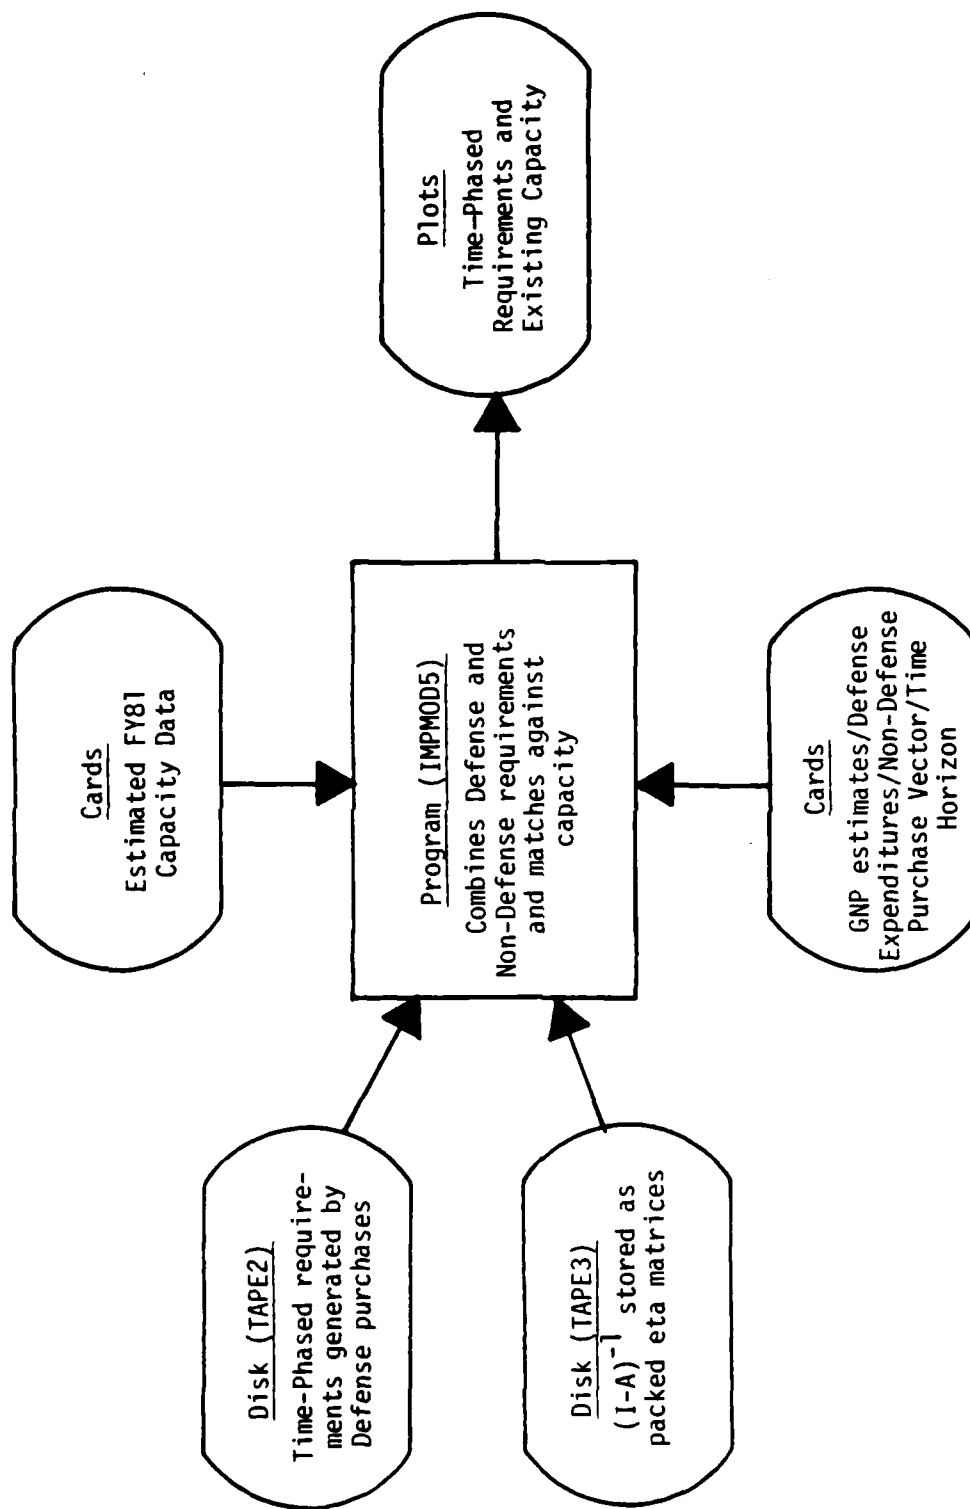 Disk (TAPE2)
Time-Phased require-
ments generated by
Defense purchases
Disk (TAPE3)
(I-A)⁻¹ stored as
packed eta matrices
Cards
Estimated FY81
Capacity Data
Program (IMPMOD5)
Combines Defense and
Non-Defense requirements
and matches against
capacity
Cards
GNP estimates/Defense
Expenditures/Non-Defense
Purchase Vector/Time
Horizon
Plots
Time-Phased
Requirements and
Existing Capacity